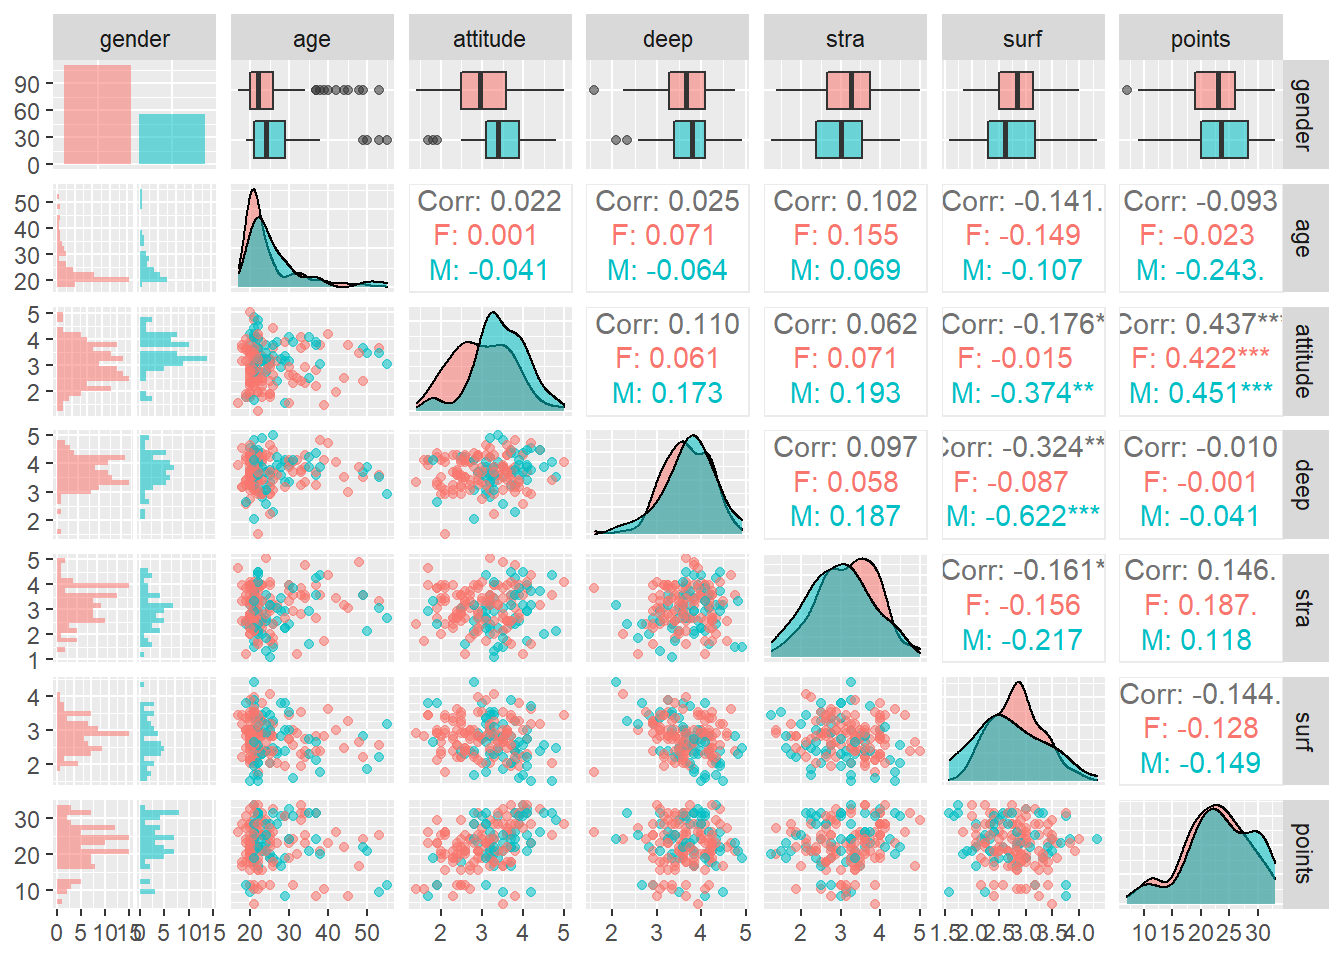 gender age attitude deep stra surf points
90
60
30
0
gender
50
40
30
20
Corr: 0.022
F: 0.001
M: -0.041
Corr: 0.025
F: 0.071
M: -0.064
Corr: 0.102
F: 0.155
M: 0.069
Corr: -0.141.
F: -0.149
M: -0.107
Corr: -0.093
F: -0.023
M: -0.243.
age
5
4
3
2
Corr: 0.110
F: 0.061
M: 0.173
Corr: 0.062
F: 0.071
M: 0.193
Corr: -0.176*
F: -0.015
M: -0.374**
Corr: 0.437***
F: 0.422***
M: 0.451***
attitude
5
4
3
2
Corr: 0.097
F: 0.058
M: 0.187
Corr: -0.324**
F: -0.087
M: -0.622***
Corr: -0.010
F: -0.001
M: -0.041
deep
5
4
3
2
1
Corr: -0.161*
F: -0.156
M: -0.217
Corr: 0.146.
F: 0.187.
M: 0.118
stra
4
3
2
Corr: -0.144.
F: -0.128
M: -0.149
surf
30
20
10
points
0 5 10 15 0 5 10 15 20 30 40 50 2 3 4 5 2 3 4 5 1 2 3 4 5 1.5 2.0 2.5 3.0 3.5 4.0 10 15 20 25 30